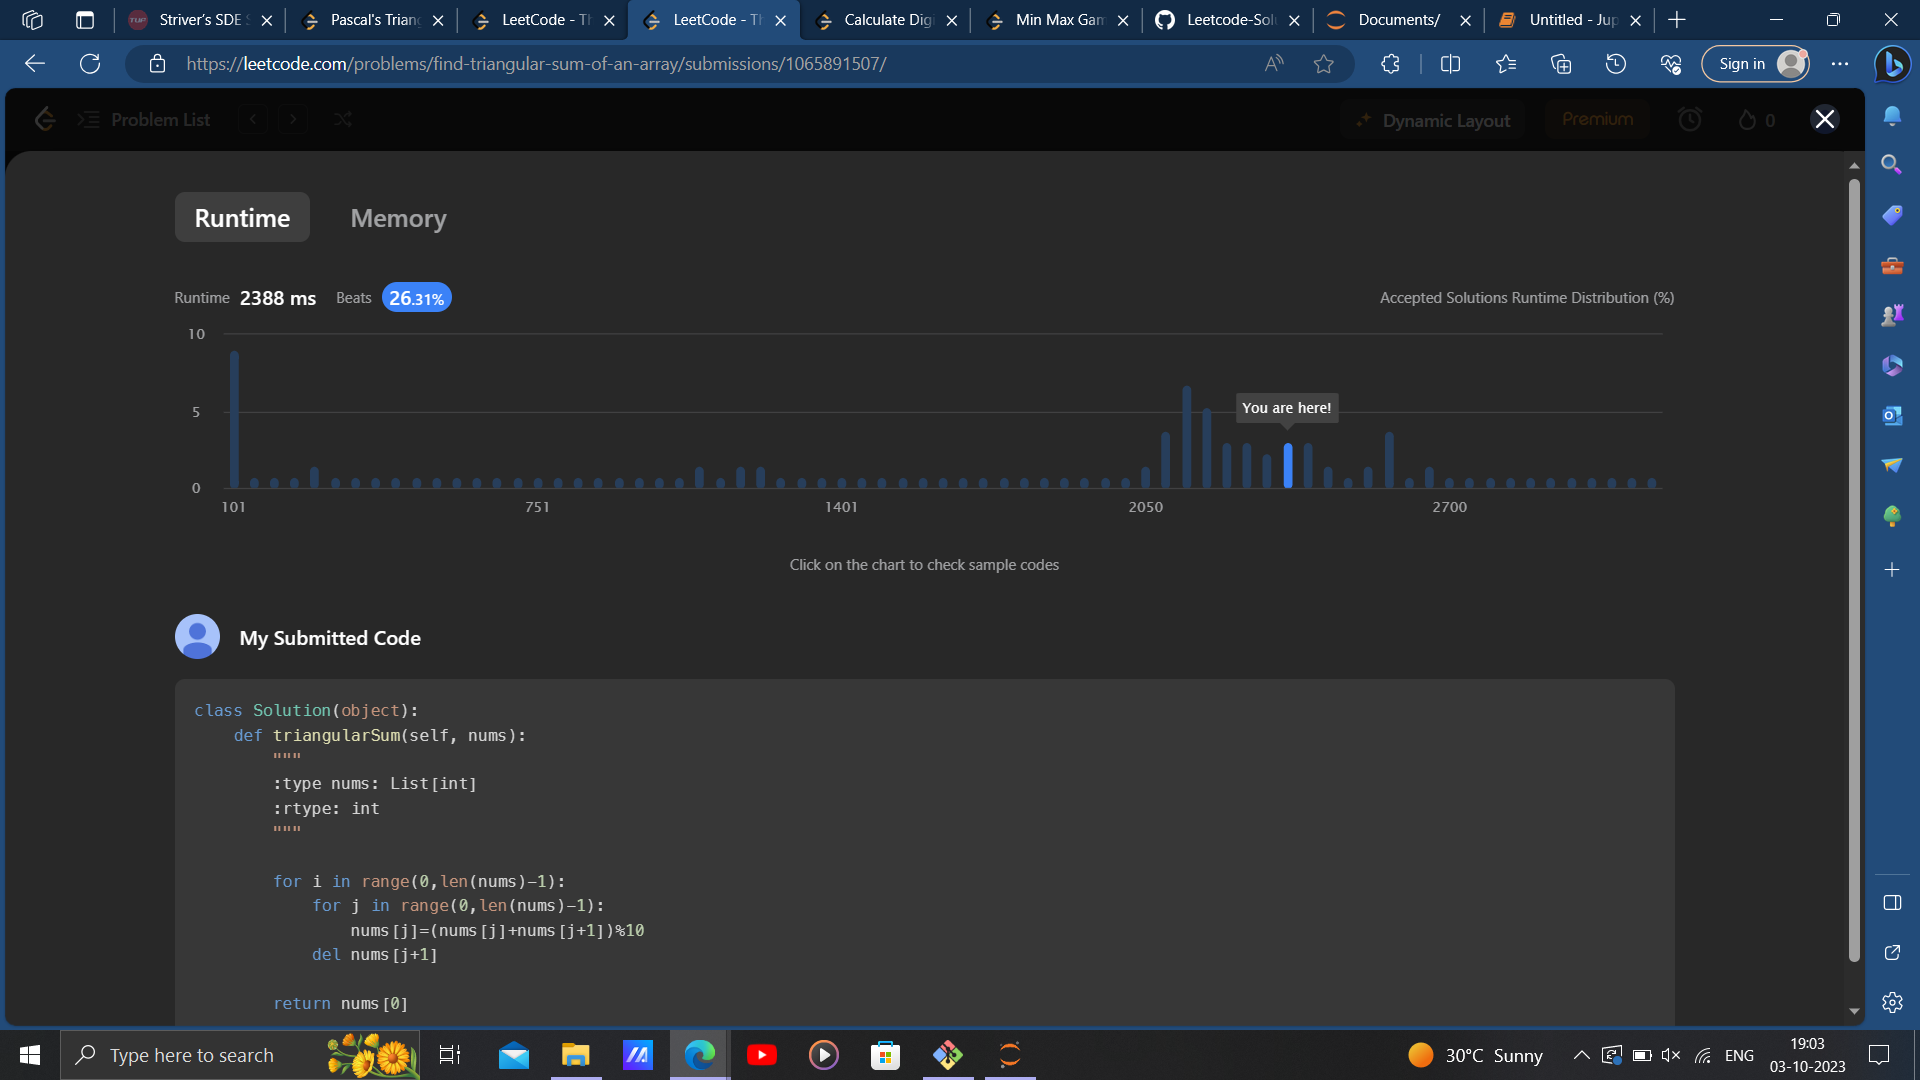 Striver's SDE S
Pascal's Triang
LeetCode - Th
LeetCode - Th
Calculate Digi
Min Max Gam
Leetcode-Solu
Documents/
Untitled - Jup
https://leetcode.com/problems/find-triangular-sum-of-an-array/submissions/1065891507/
Sign in
Problem List
Dynamic Layout
Premium
0
Runtime
Memory
Runtime 2388 ms Beats 26.31%
Accepted Solutions Runtime Distribution (%)
10
5
You are here!
0
101 751 1401 2050 2700
Click on the chart to check sample codes
My Submitted Code
class Solution(object):
def triangularSum(self, nums):
"""
:type nums: List[int]
:rtype: int
"""
for i in range(0,len(nums)-1):
for j in range(0,len(nums)-1):
nums[j]=(nums[j]+nums[j+1])%10
del nums[j+1]
return nums[0]
Type here to search
30°C Sunny
ENG
19:03
03-10-2023